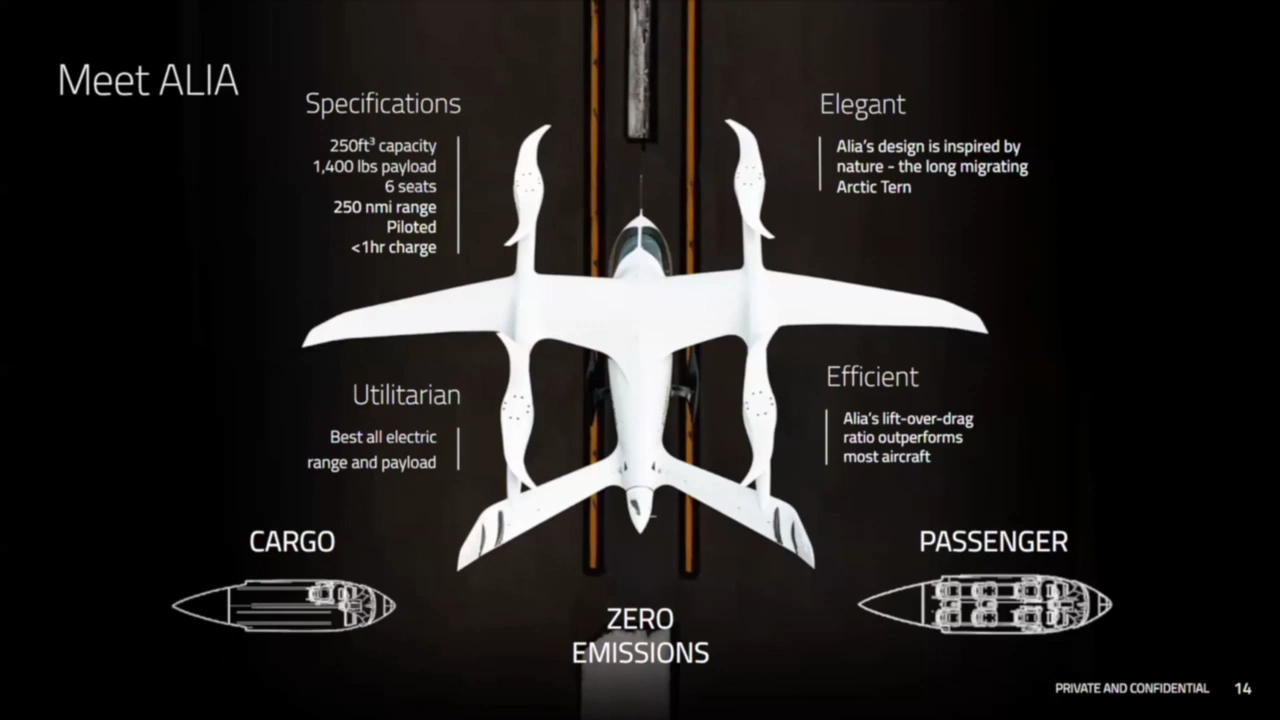 Meet ALIA
Specifications
250ft³ capacity
1,400 lbs payload
6 seats
250 nmi range
Piloted
<1hr charge
Elegant
Alia's design is inspired by
nature - the long migrating
Arctic Tern
Utilitarian
Best all electric
range and payload
Efficient
Alia's lift-over-drag
ratio outperforms
most aircraft
CARGO
PASSENGER
ZERO
EMISSIONS
PRIVATE AND CONFIDENTIAL 14